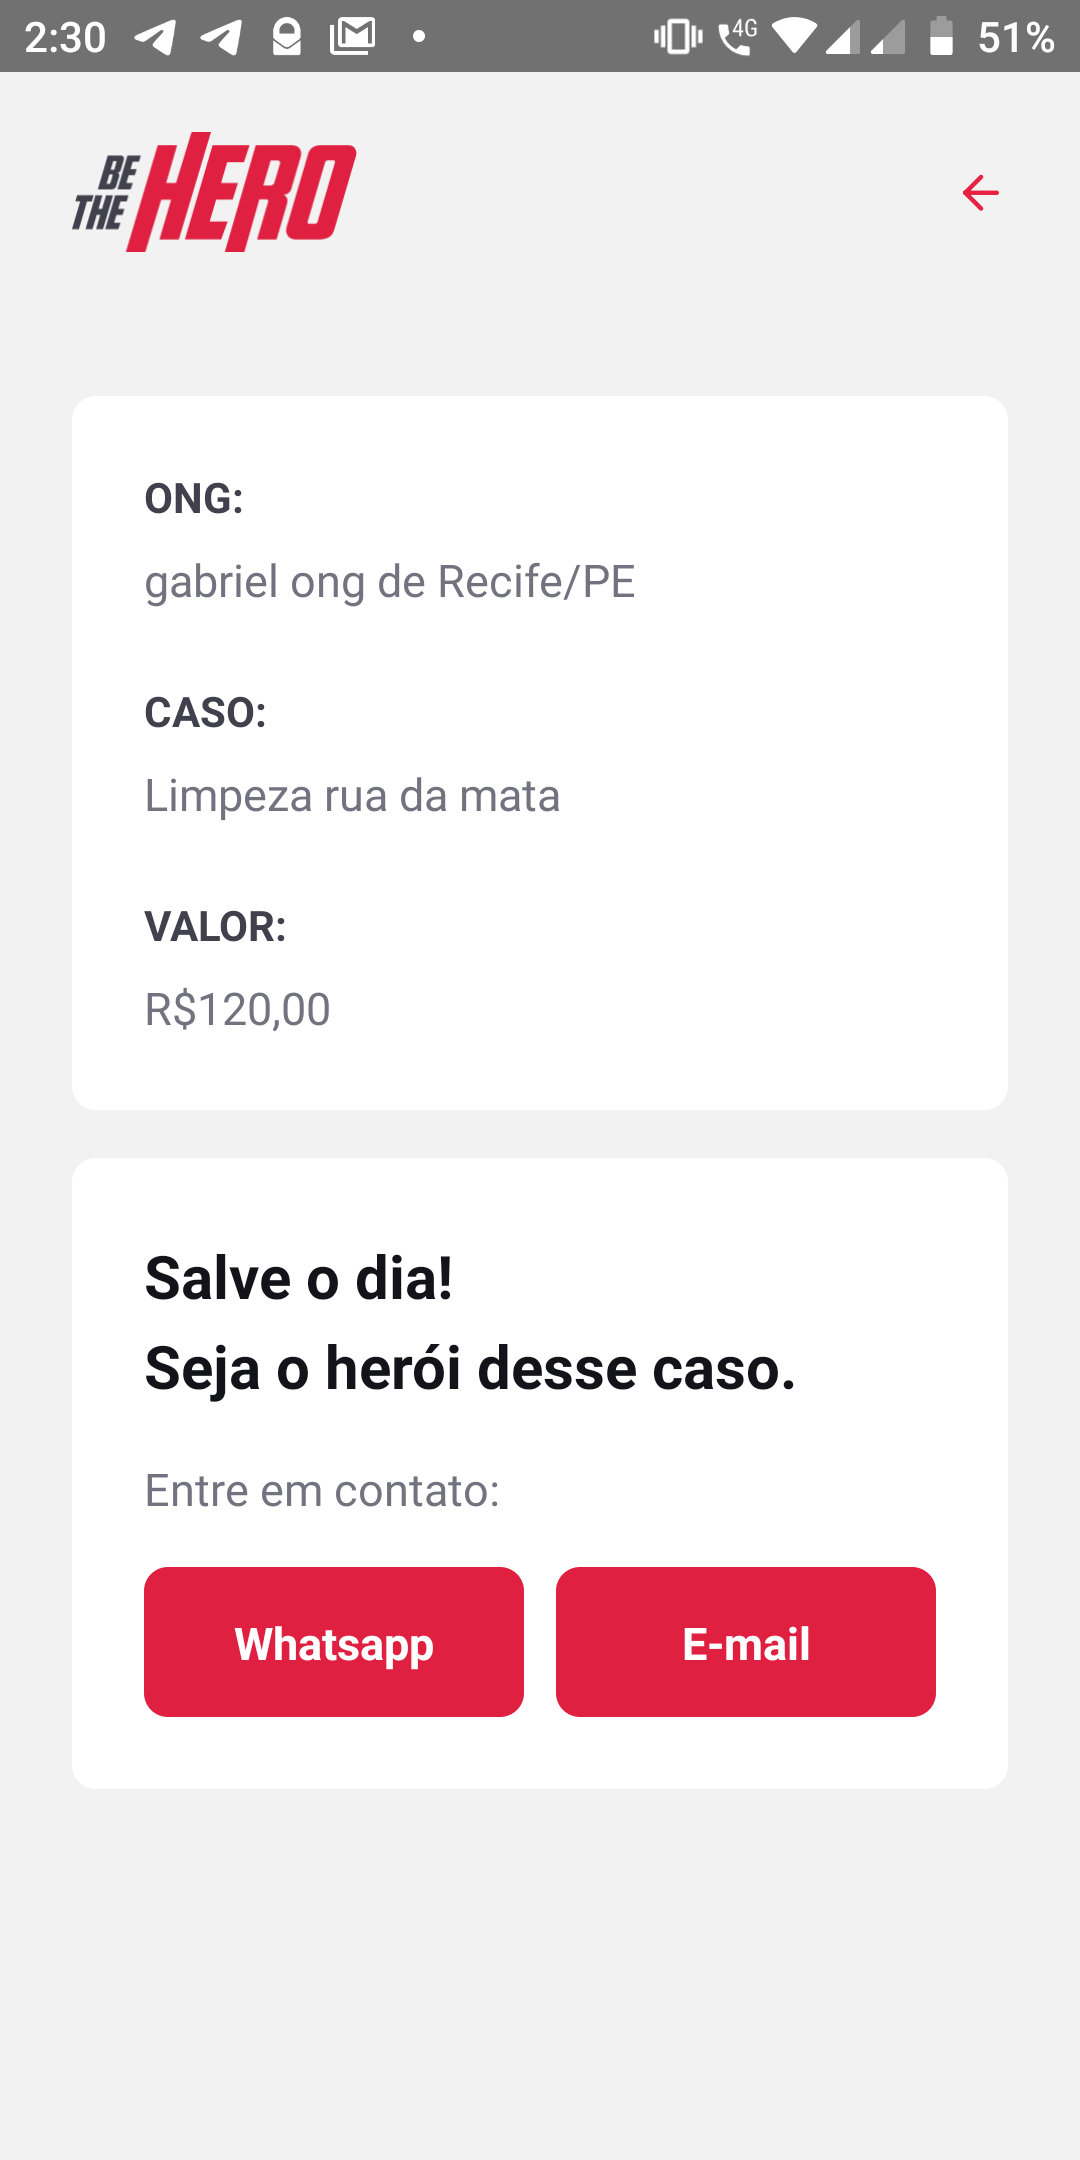 2:30
4G
51%
BE
THE
HERO
ONG:
gabriel ong de Recife/PE
CASO:
Limpeza rua da mata
VALOR:
R$120,00
Salve o dia!
Seja o herói desse caso.
Entre em contato:
Whatsapp
E-mail